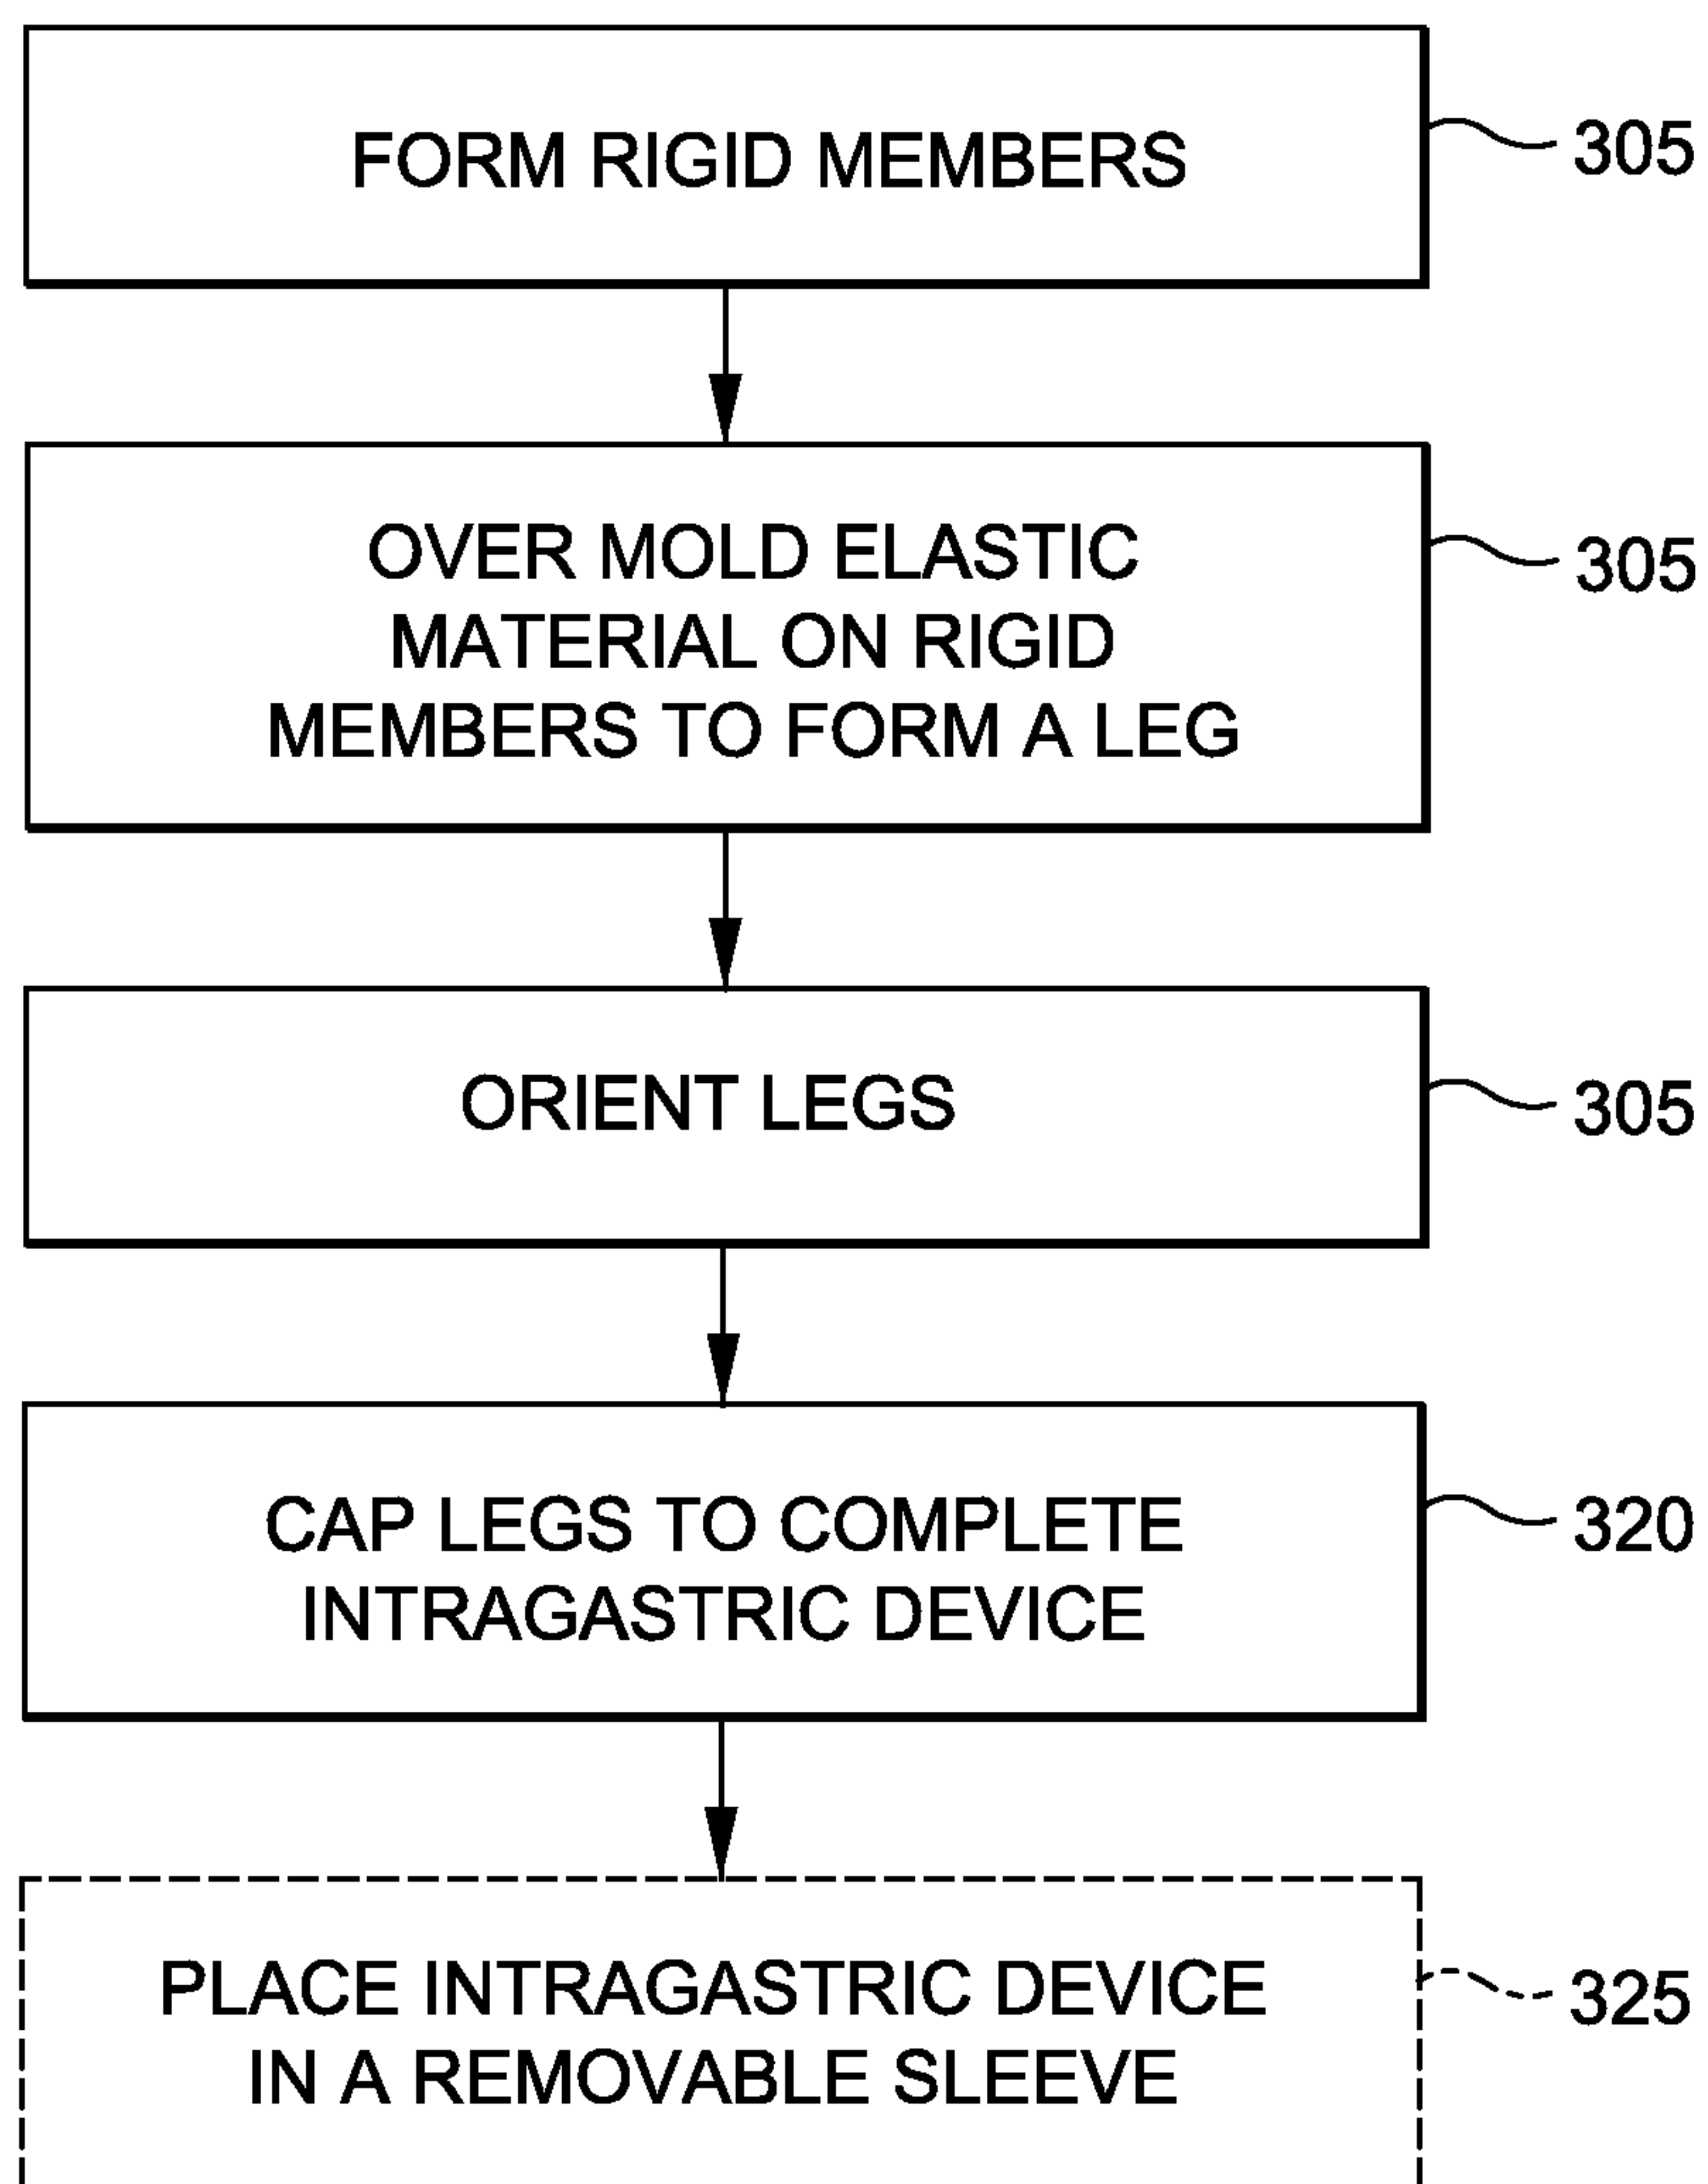 FORM RIGID MEMBERS
305
OVER MOLD ELASTIC
MATERIAL ON RIGID
MEMBERS TO FORM A LEG
305
ORIENT LEGS
305
CAP LEGS TO COMPLETE
INTRAGASTRIC DEVICE
320
PLACE INTRAGASTRIC DEVICE
IN A REMOVABLE SLEEVE
325